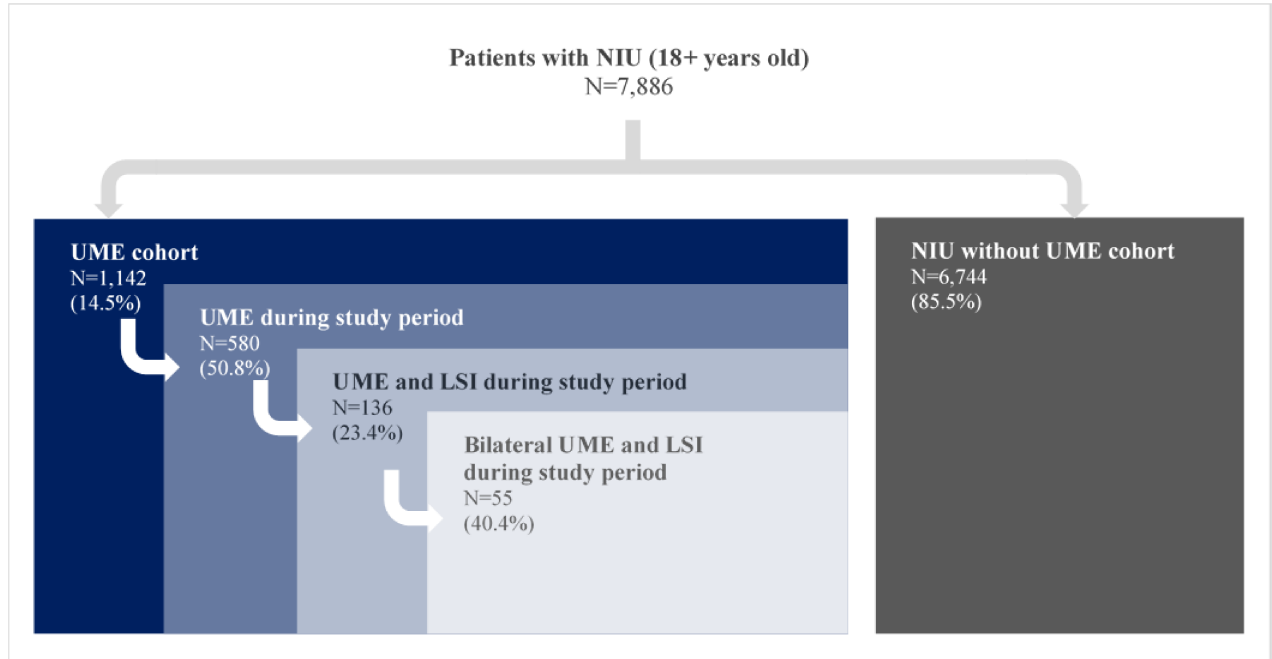 Patients with NIU (18+ years old)
N=7,886
UME cohort
N=1,142
(14.5%)
UME during study period
N=580
(50.8%)
UME and LSI during study period
N=136
(23.4%)
Bilateral UME and LSI
during study period
N=55
(40.4%)
NIU without UME cohort
N=6,744
(85.5%)